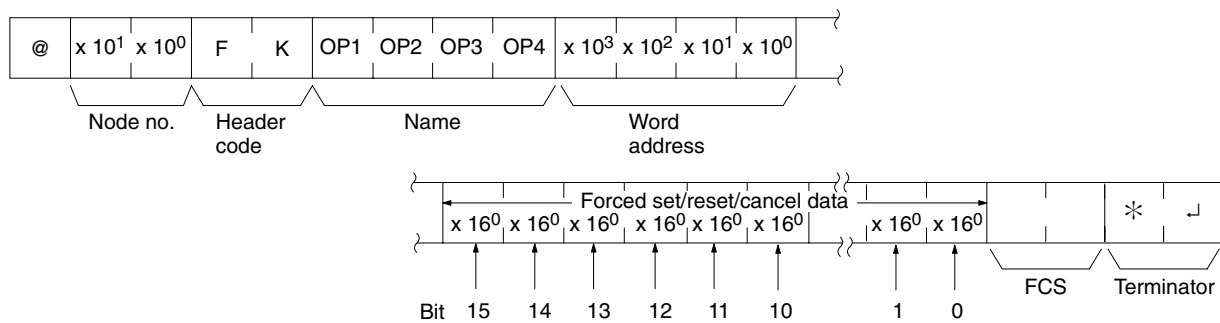 @ x 10¹ x 10⁰ F K OP1 OP2 OP3 OP4 x 10³ x 10² x 10¹ x 10⁰
Node no. Header code Name Word address
Forced set/reset/cancel data
x 16⁰ x 16⁰ x 16⁰ x 16⁰ x 16⁰ x 16⁰ x 16⁰ x 16⁰ * ↵
FCS Terminator
Bit 15 14 13 12 11 10 1 0